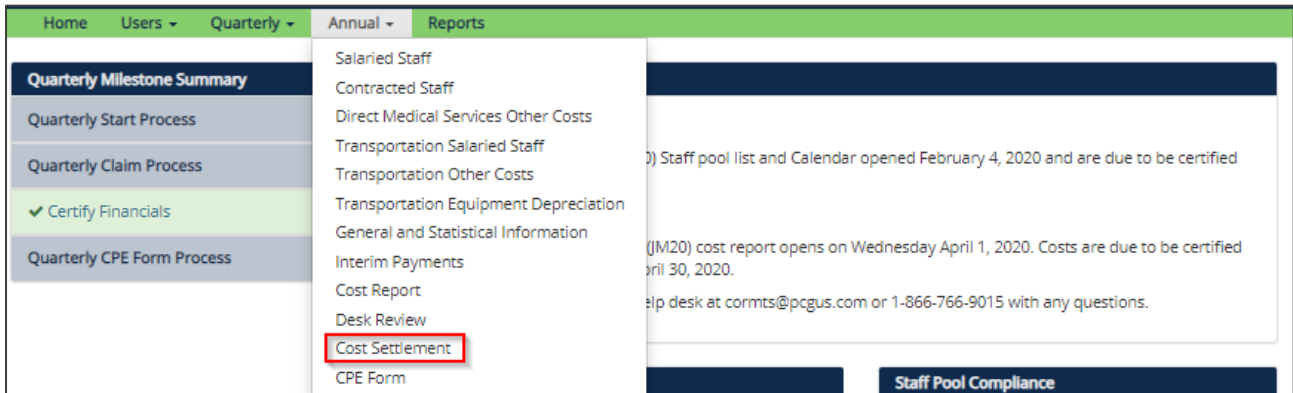 Home Users Quarterly Annual Reports
Quarterly Milestone Summary
Quarterly Start Process
Quarterly Claim Process
Certify Financials
Quarterly CPE Form Process
Salaried Staff
Contracted Staff
Direct Medical Services Other Costs
Transportation Salaried Staff
Transportation Other Costs
Transportation Equipment Depreciation
General and Statistical Information
Interim Payments
Cost Report
Desk Review
Cost Settlement
CPE Form
0) Staff pool list and Calendar opened February 4, 2020 and are due to be certified
(JM20) cost report opens on Wednesday April 1, 2020. Costs are due to be certified
ril 30, 2020.
elp desk at cormts@pcgus.com or 1-866-766-9015 with any questions.
Staff Pool Compliance